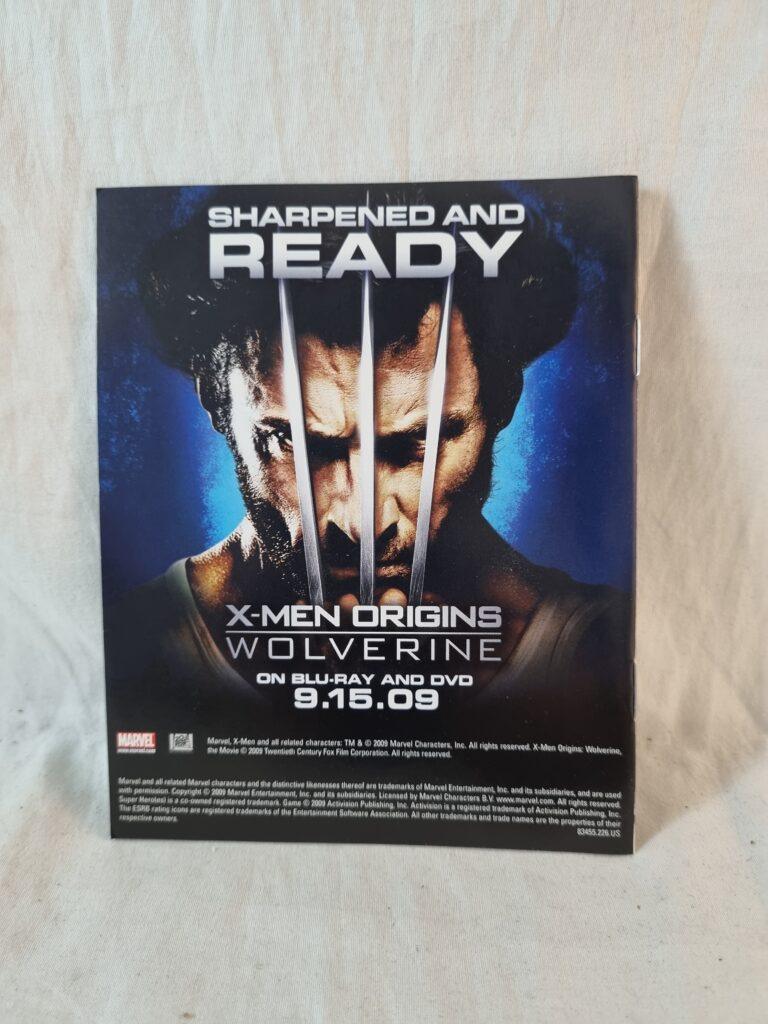 SHARPENED AND
READY
X-MEN ORIGINS
WOLVERINE
ON BLU-RAY AND DVD
9.15.09
MARVEL
Marvel, X-Men and all related characters: TM & © 2009 Marvel Characters, Inc. All rights reserved. X-Men Origins: Wolverine,
the Movie © 2009 Twentieth Century Fox Film Corporation. All rights reserved.
Marvel and all related Marvel characters and the distinctive likenesses thereof are trademarks of Marvel Entertainment, Inc. and its subsidiaries, and are used
with permission. Copyright © 2009 Marvel Entertainment, Inc. and its subsidiaries. Licensed by Marvel Characters B.V. www.marvel.com. All rights reserved.
Super Hero(es) is a co-owned registered trademark. Game © 2009 Activision Publishing, Inc. Activision is a registered trademark of Activision Publishing, Inc.
The ESRB rating icons are registered trademarks of the Entertainment Software Association. All other trademarks and trade names are the properties of their
respective owners.
83455.226.US